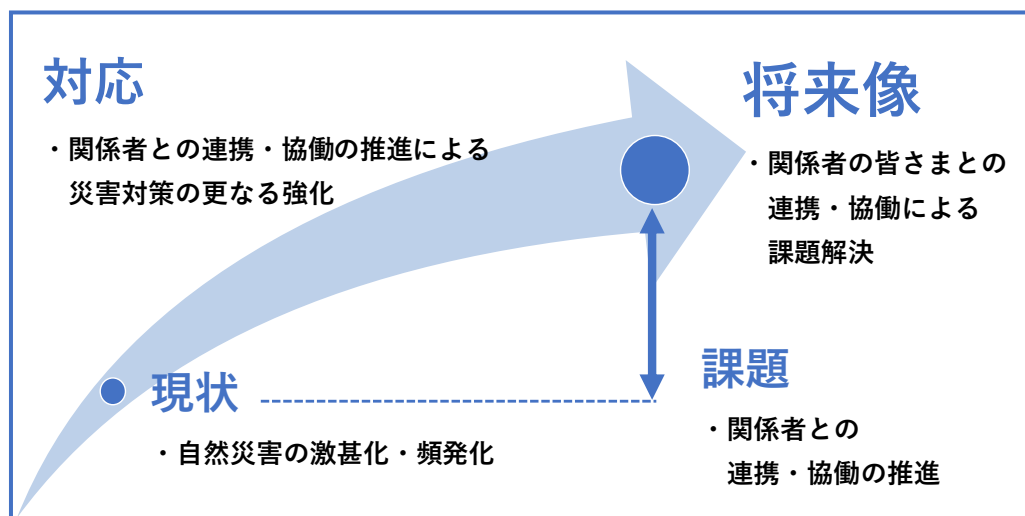 対応
・関係者との連携・協働の推進による
災害対策の更なる強化
将来像
・関係者の皆さまとの
連携・協働による
課題解決
現状
・自然災害の激甚化・頻発化
課題
・関係者との
連携・協働の推進